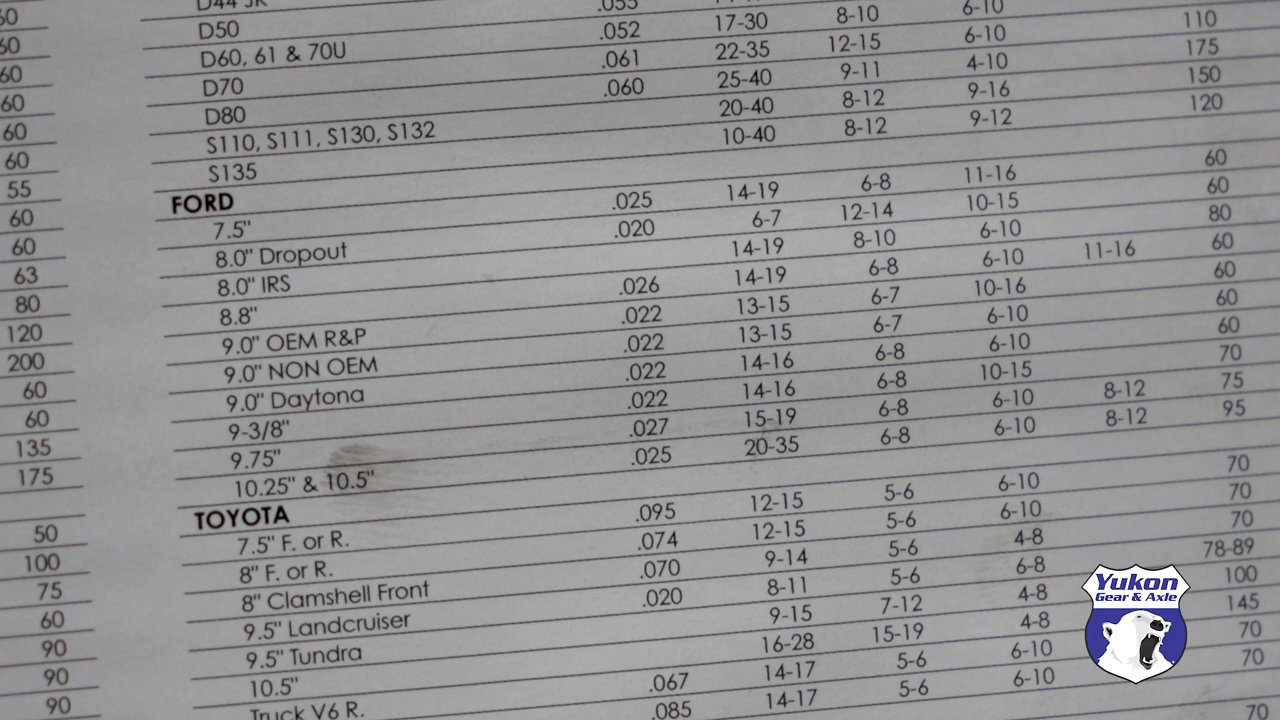 60 D44 JK .055
60 D50 .052 17-30 8-10 6-10
60 D60, 61 & 70U .061 22-35 12-15 6-10 110
60 D70 .060 25-40 9-11 4-10 175
60 D80 20-40 8-12 9-16 150
60 S110, S111, S130, S132 10-40 8-12 9-12 120
55 S135
60 FORD
60 7.5" .025 14-19 6-8 11-16 60
63 8.0" Dropout .020 6-7 12-14 10-15 60
80 8.0" IRS 14-19 8-10 6-10 80
120 8.8" .026 14-19 6-8 6-10 11-16 60
200 9.0" OEM R&P .022 13-15 6-7 10-16 60
60 9.0" NON OEM .022 13-15 6-7 6-10 60
60 9.0" Daytona .022 14-16 6-8 6-10 60
135 9-3/8" .022 14-16 6-8 10-15 70
175 9.75" .027 15-19 6-8 6-10 8-12 75
10.25" & 10.5" .025 20-35 6-8 6-10 8-12 95
50 TOYOTA
100 7.5" F. or R. .095 12-15 5-6 6-10 70
75 8" F. or R. .074 12-15 5-6 6-10 70
60 8" Clamshell Front .070 9-14 5-6 4-8 70
90 9.5" Landcruiser .020 8-11 5-6 6-8 78-89
90 9.5" Tundra 9-15 7-12 4-8 100
90 10.5" 16-28 15-19 4-8 145
Truck V6 R. .067 14-17 5-6 6-10 70
.085 14-17 5-6 6-10 70
70
Yukon
Gear & Axle